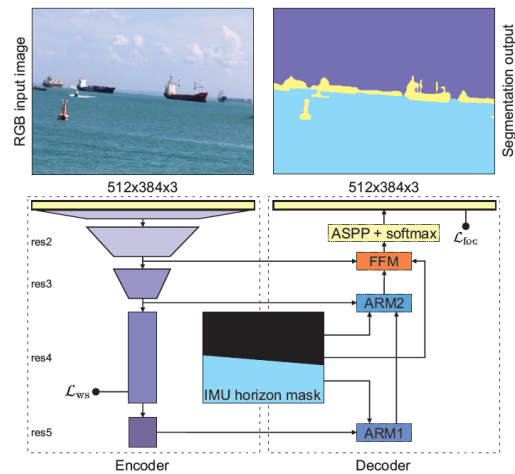 RGB input image
Segmentation output
512x384x3
512x384x3
res2
ASPP + softmax
ℒfoc
FFM
res3
ARM2
res4
IMU horizon mask
ℒws
res5
ARM1
Encoder
Decoder